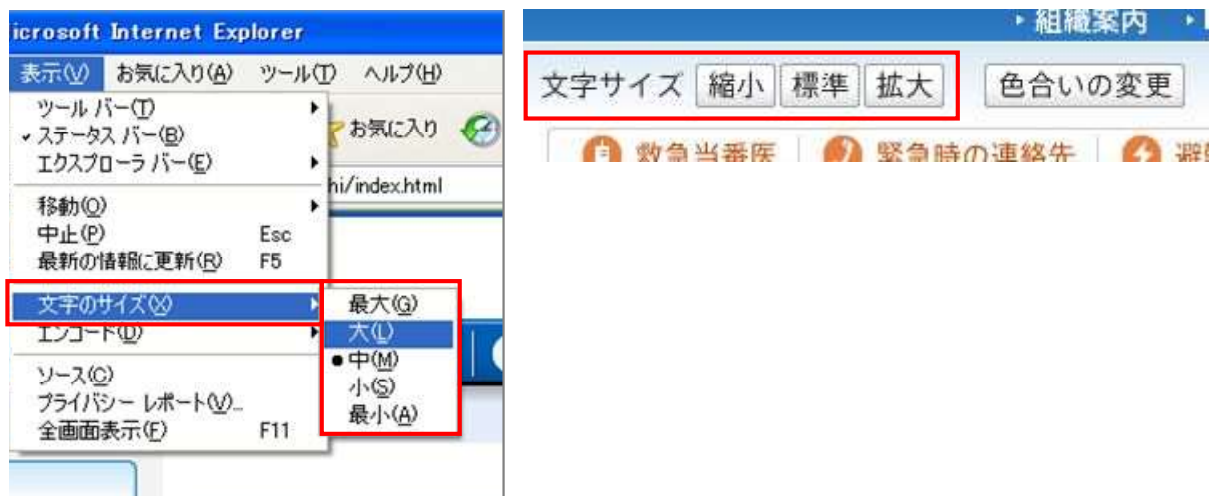 icrosoft Internet Explorer
表示(V) お気に入り(A) ツール(T) ヘルプ(H)
ツール バー(T)
ステータス バー(B)
お気に入り
エクスプローラ バー(E)
hi/index.html
移動(O)
中止(P) Esc
最新の情報に更新(R) F5
文字のサイズ(X)
最大(G)
エンコード(D)
大(L)
中(M)
ソース(C)
小(S)
プライバシー レポート(V)...
最小(A)
全画面表示(F) F11
組織案内
文字サイズ 縮小 標準 拡大 色合いの変更
救急当番医 緊急時の連絡先